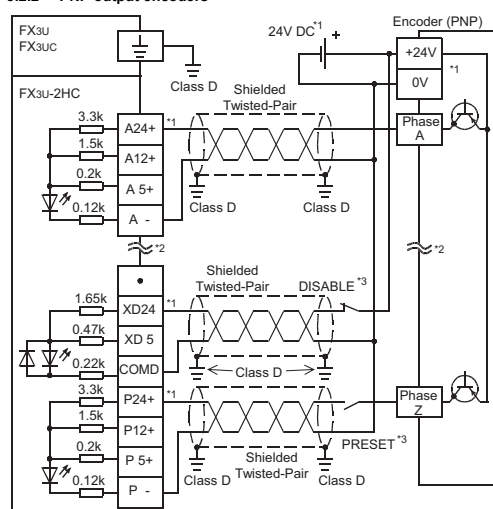 FX3U
FX3UC
Class D
24V DC*1
+
Encoder (PNP)
+24V
0V
*1
FX3U-2HC
Shielded
Twisted-Pair
3.3k
A24+
*1
1.5k
A12+
0.2k
A 5+
0.12k
A -
Class D
Class D
Phase
A
*2
*2
Shielded
Twisted-Pair
DISABLE*3
1.65k
XD24
*1
0.47k
XD 5
0.22k
COMD
Class D
3.3k
P24+
*1
1.5k
P12+
0.2k
P 5+
0.12k
P -
Phase
Z
PRESET*3
Class D
Shielded
Twisted-Pair
Class D